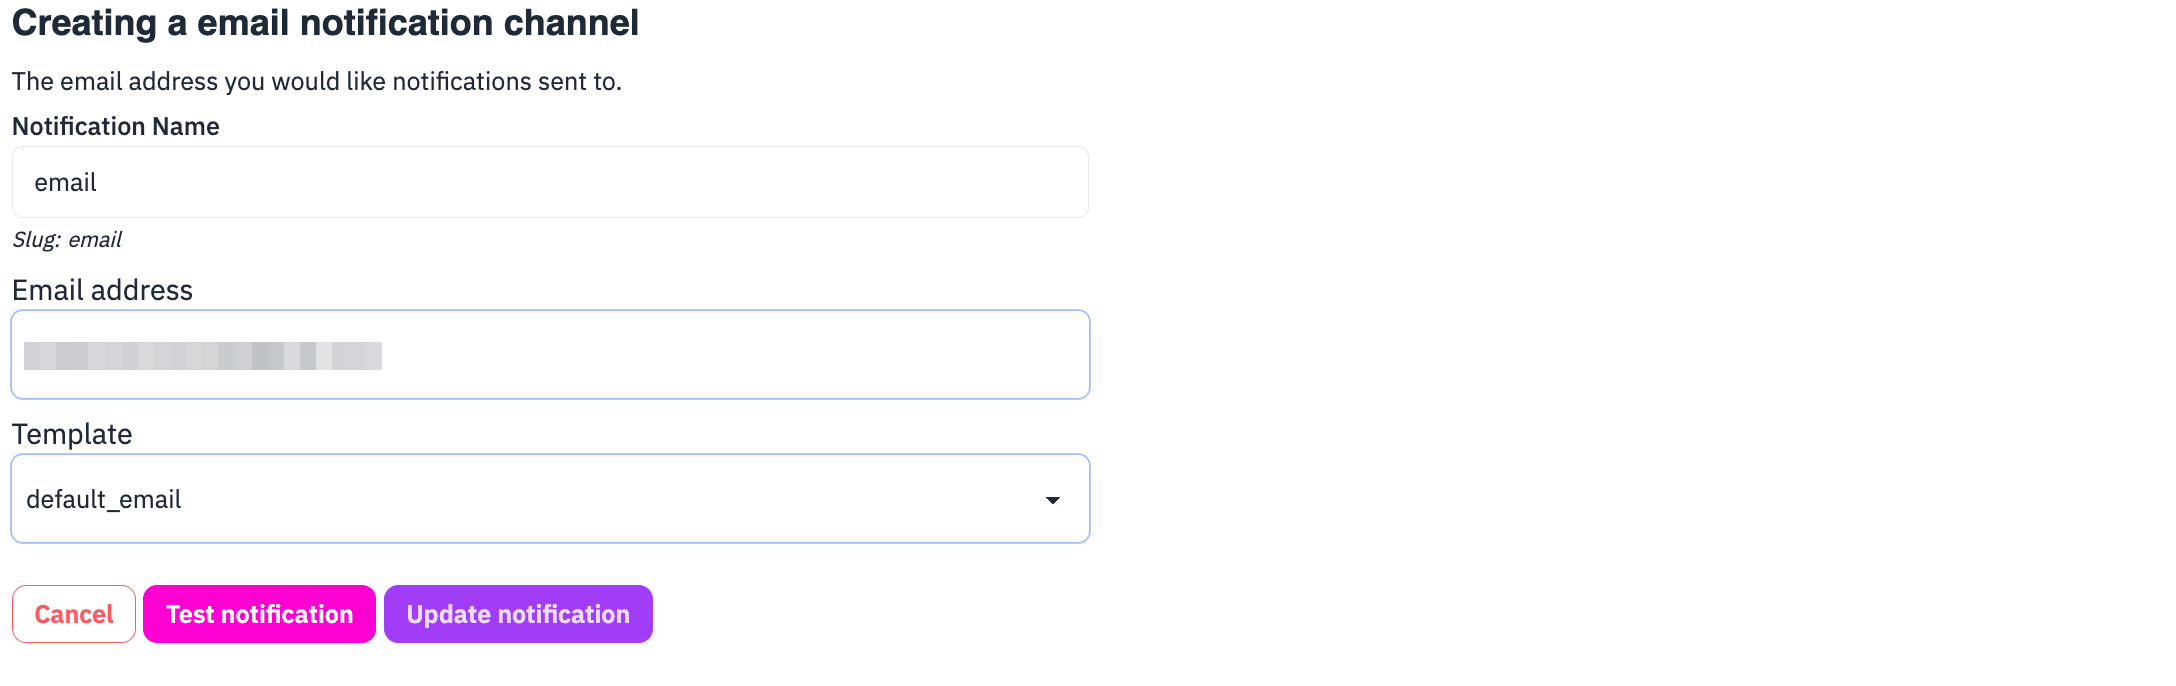 Creating a email notification channel
The email address you would like notifications sent to.
Notification Name
email
Slug: email
Email address
Template
default_email
Cancel
Test notification
Update notification